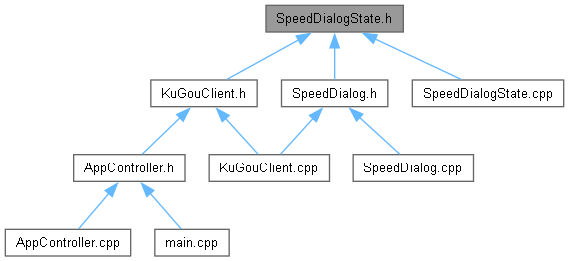 SpeedDialogState.h
KuGouClient.h
SpeedDialog.h
SpeedDialogState.cpp
AppController.h
KuGouClient.cpp
SpeedDialog.cpp
AppController.cpp
main.cpp